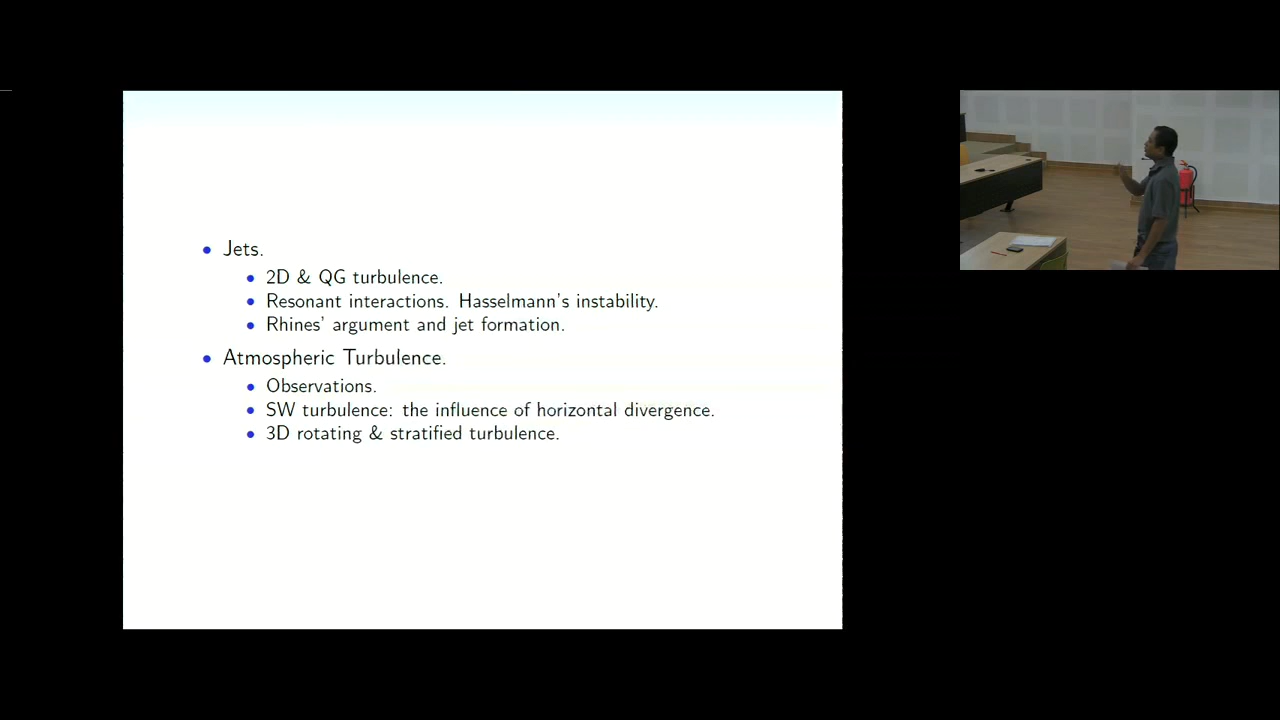 • Jets.
• 2D & QG turbulence.
• Resonant interactions. Hasselmann's instability.
• Rhines' argument and jet formation.
• Atmospheric Turbulence.
• Observations.
• SW turbulence: the influence of horizontal divergence.
• 3D rotating & stratified turbulence.